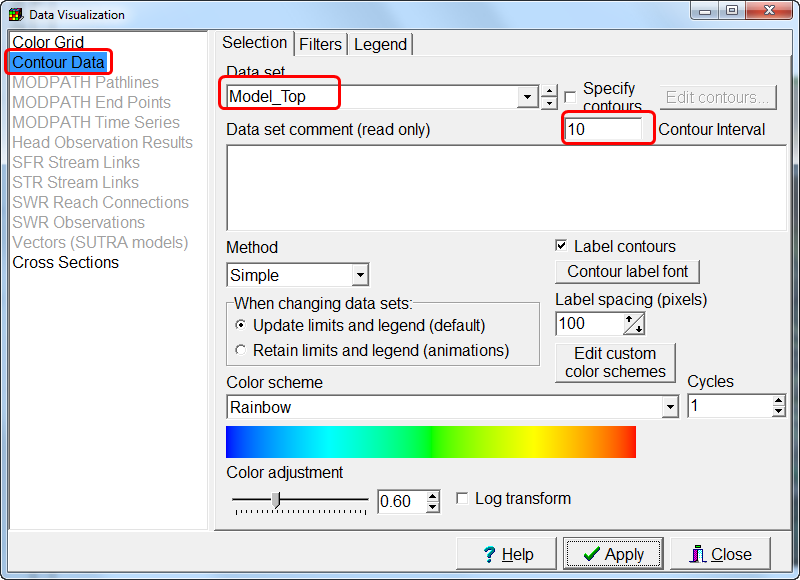 Data Visualization
Color Grid
Contour Data
MODPATH Pathlines
MODPATH End Points
MODPATH Time Series
Head Observation Results
SFR Stream Links
STR Stream Links
SWR Reach Connections
SWR Observations
Vectors (SUTRA models)
Cross Sections
Selection
Filters
Legend
Data set
Model_Top
Specify
contours
Edit contours...
Data set comment (read only)
10
Contour Interval
Method
Simple
When changing data sets:
Update limits and legend (default)
Retain limits and legend (animations)
Label contours
Contour label font
Label spacing (pixels)
100
Edit custom
color schemes
Color scheme
Rainbow
Cycles
1
Color adjustment
0.60
Log transform
? Help
Apply
Close